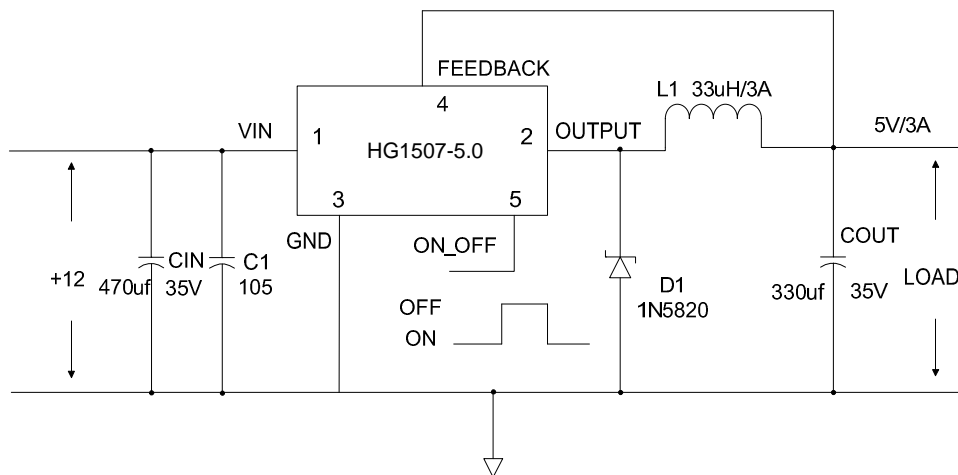 FEEDBACK
4
L1 33uH/3A
VIN
1
HG1507-5.0
2
OUTPUT
5V/3A
3
5
GND
ON_OFF
+12
CIN
470uf 35V
C1
105
OFF
ON
D1
1N5820
COUT
330uf 35V
LOAD